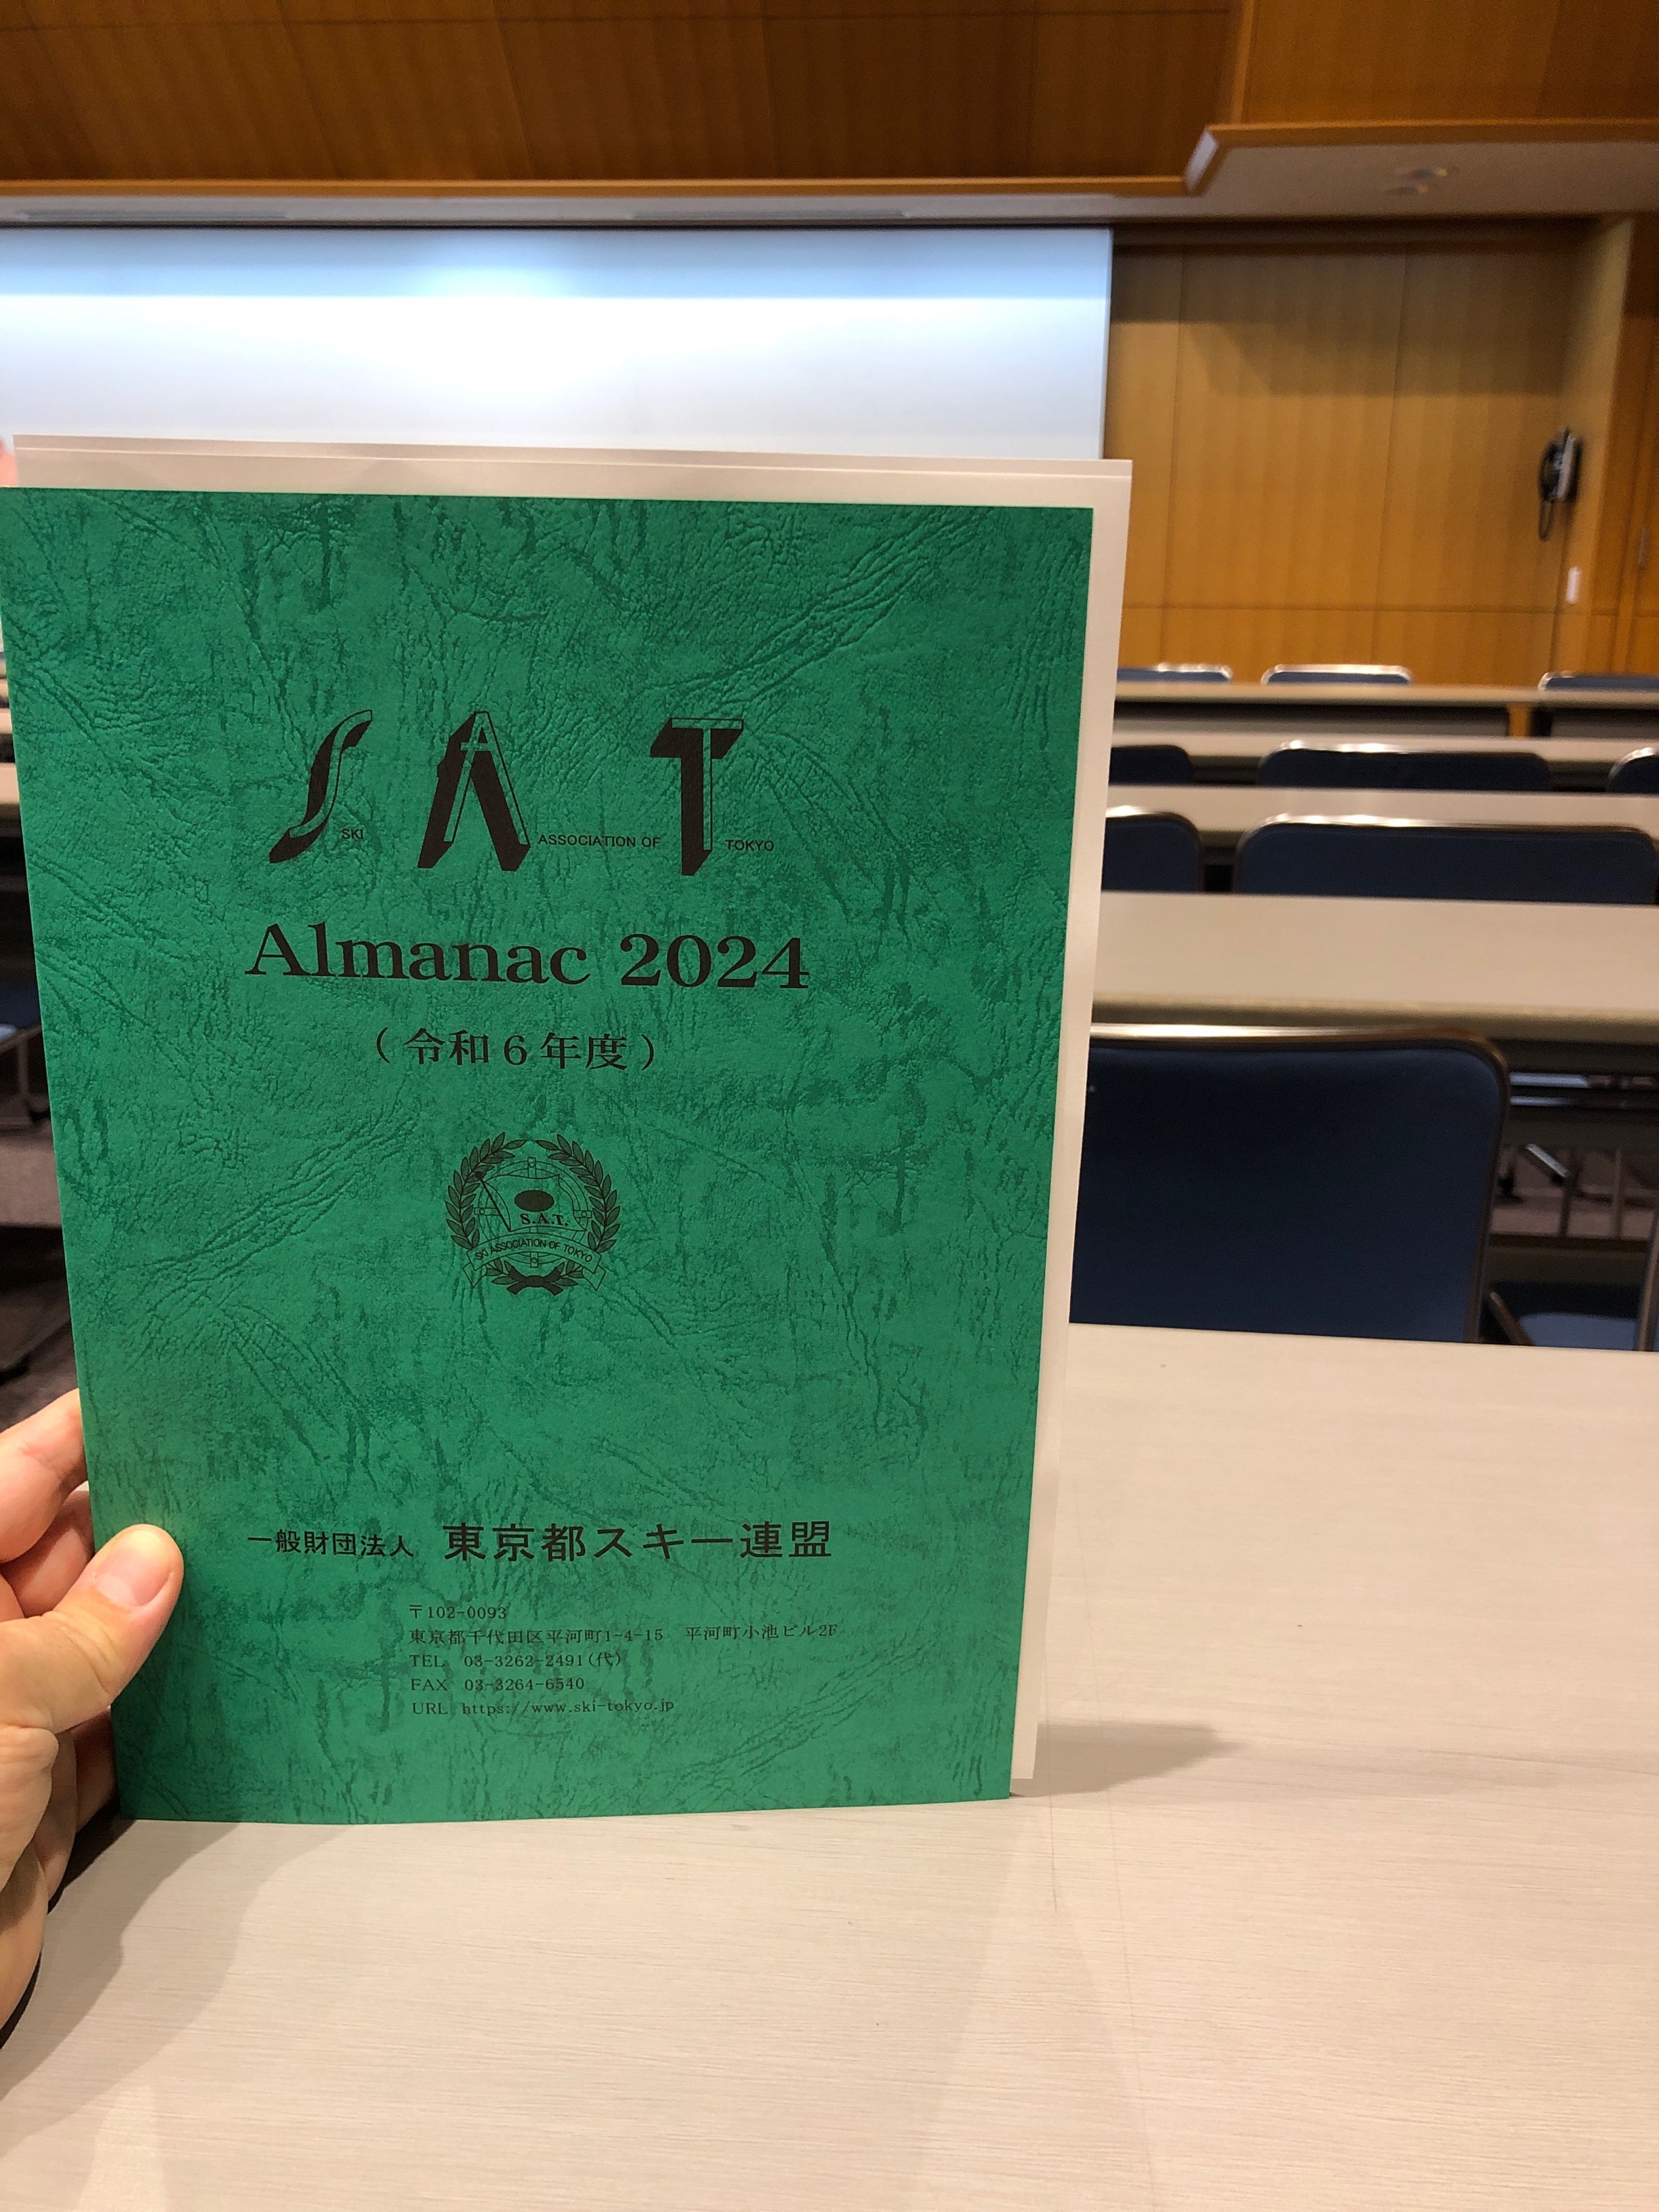 S SKI A ASSOCIATION OF T TOKYO
Almanac 2024
(令和6年度)
S.A.T.
SKI ASSOCIATION OF TOKYO
一般財団法人 東京都スキー連盟
〒102-0093
東京都千代田区平河町1-4-15 平河町小池ビル2F
TEL 03-3262-2491(代)
FAX 03-3264-6540
URL https://www.ski-tokyo.jp